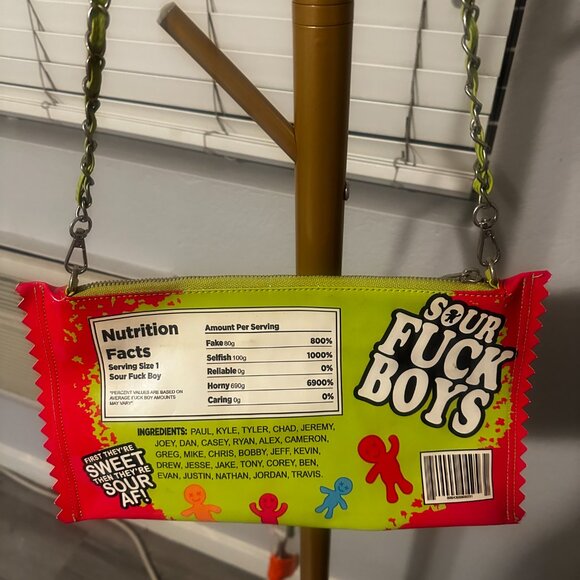 Nutrition
Facts
Serving Size 1
Sour Fuck Boy
*PERCENT VALUES ARE BASED ON
AVERAGE FUCK BOY AMOUNTS
MAY VARY*
Amount Per Serving
Fake 80g 800%
Selfish 100g 1000%
Reliable 0g 0%
Horny 690g 6900%
Caring 0g 0%
SOUR
FUCK
BOYS
INGREDIENTS: PAUL, KYLE, TYLER, CHAD, JEREMY,
JOEY, DAN, CASEY, RYAN, ALEX, CAMERON,
GREG, MIKE, CHRIS, BOBBY, JEFF, KEVIN,
DREW, JESSE, JAKE, TONY, COREY, BEN,
EVAN, JUSTIN, NATHAN, JORDAN, TRAVIS.
FIRST THEY'RE
SWEET
THEN THEY'RE
SOUR
AF!